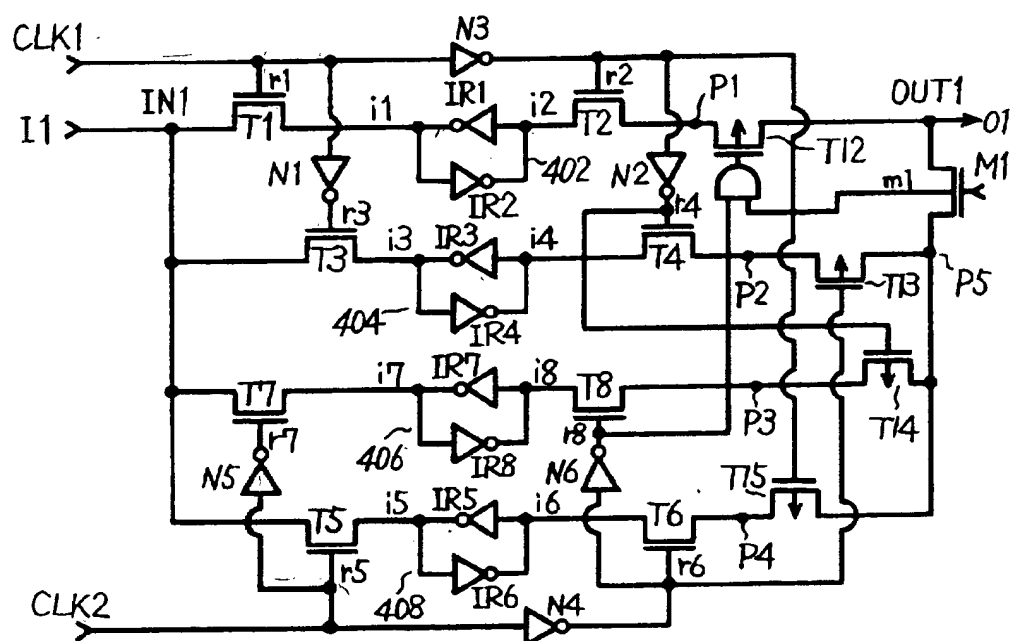 CLK1 N3
r1 IR1 r2 P1 OUT1
I1 IN1 T1 i1 i2 T2 T12 O1
N1 402 N2 m1 M1
IR2
r3 IR3 r4
T3 i3 i4 T4 P2 T13 P5
404 IR4
IR7
T7 i7 i8 T8 P3 T14
r7 406 r8
N5 IR8 N6
IR5 T15
T5 i5 i6 T6 P4
r5 408 IR6 r6
CLK2 N4